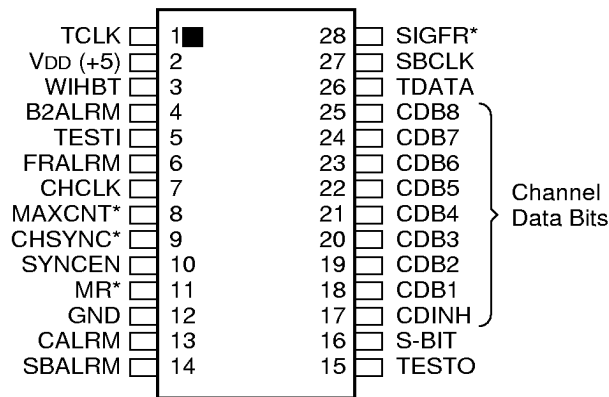 TCLK 1 28 SIGFR*
VDD (+5) 2 27 SBCLK
WIHBT 3 26 TDATA
B2ALRM 4 25 CDB8
TESTI 5 24 CDB7
FRALRM 6 23 CDB6
CHCLK 7 22 CDB5
MAXCNT* 8 21 CDB4
CHSYNC* 9 20 CDB3
SYNCEN 10 19 CDB2
MR* 11 18 CDB1
GND 12 17 CDINH
CALRM 13 16 S-BIT
SBALRM 14 15 TESTO
Channel
Data Bits